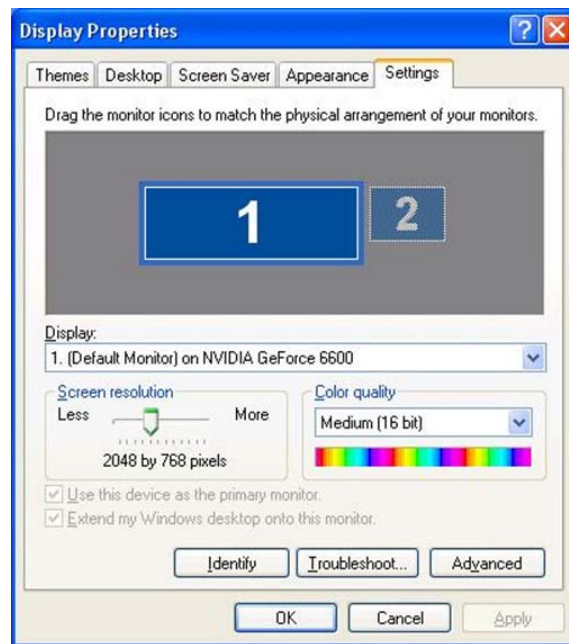 Display Properties
Themes Desktop Screen Saver Appearance Settings
Drag the monitor icons to match the physical arrangement of your monitors.
1 2
Display:
1. (Default Monitor) on NVIDIA GeForce 6600
Screen resolution Color quality
Less More Medium (16 bit)
2048 by 768 pixels
Use this device as the primary monitor.
Extend my Windows desktop onto this monitor.
Identify Troubleshoot... Advanced
OK Cancel Apply